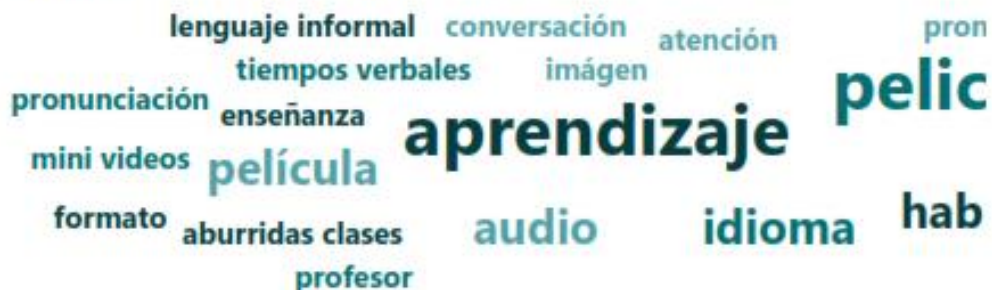 lenguaje informal conversación atención pron
tiempos verbales imágen
pelic
pronunciación enseñanza
aprendizaje
mini videos película
formato aburridas clases audio idioma hab
profesor